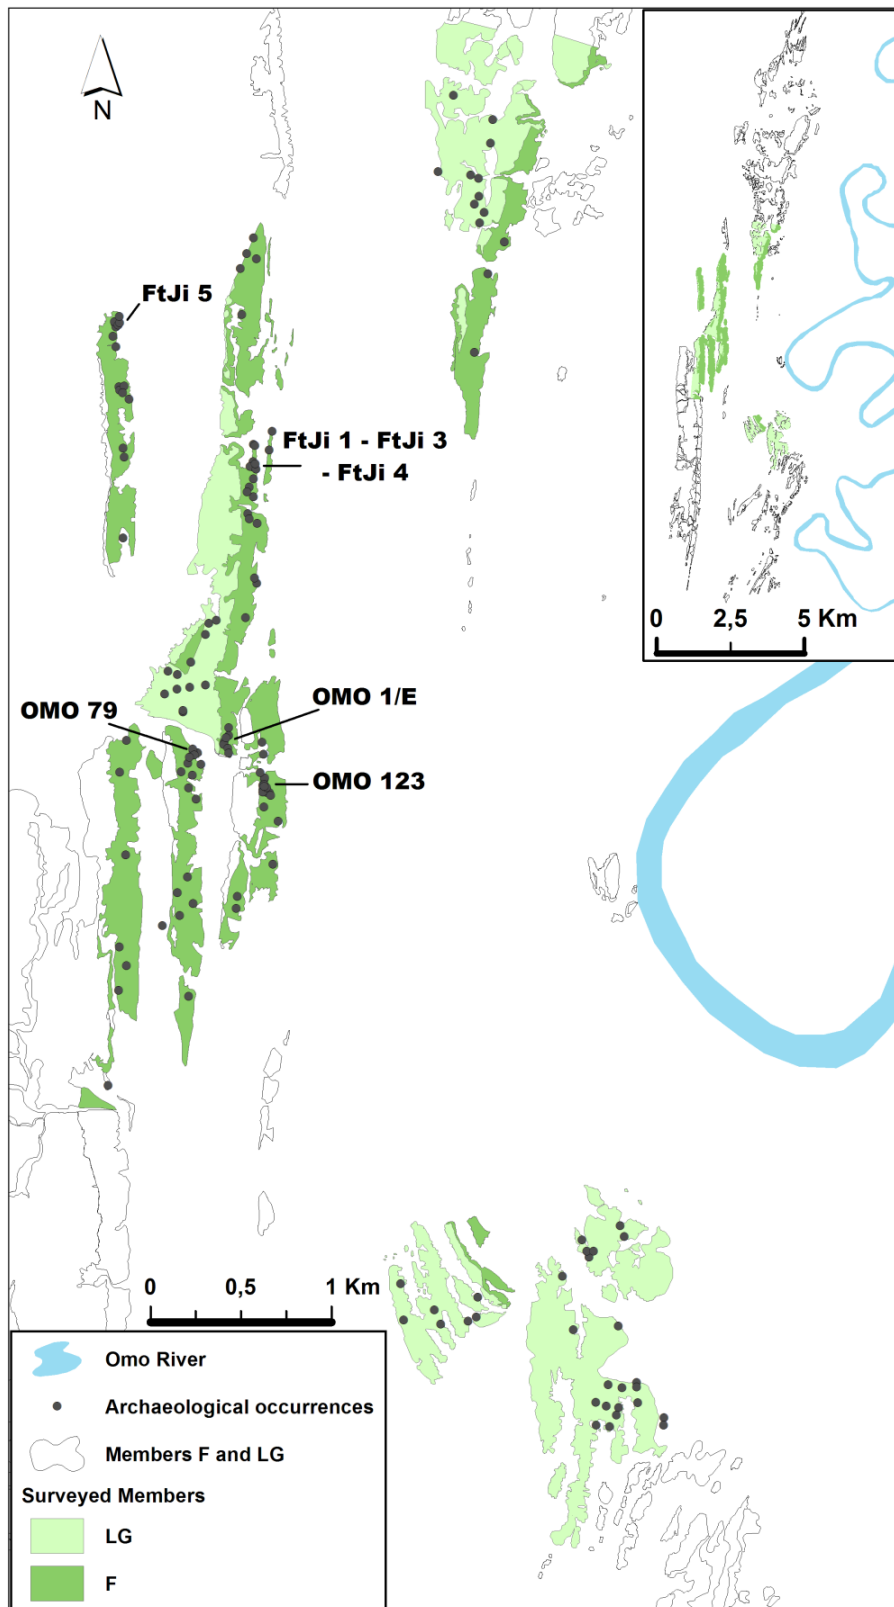 N
FtJi 5
FtJi 1 - FtJi 3
- FtJi 4
OMO 79
OMO 1/E
OMO 123
0 2,5 5 Km
0 0,5 1 Km
Omo River
Archaeological occurrences
Members F and LG
Surveyed Members
LG
F